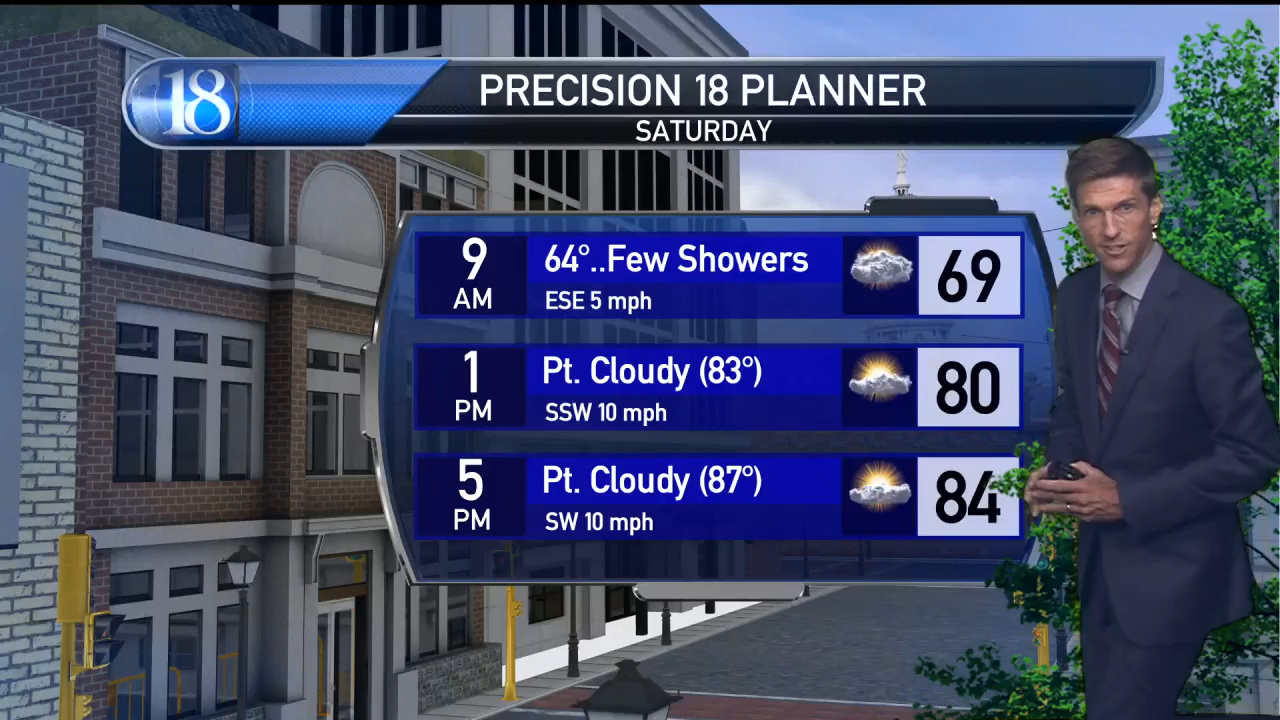 18
PRECISION 18 PLANNER
SATURDAY
9
AM
64°..Few Showers
ESE 5 mph
69
1
PM
Pt. Cloudy (83°)
SSW 10 mph
80
5
PM
Pt. Cloudy (87°)
SW 10 mph
84